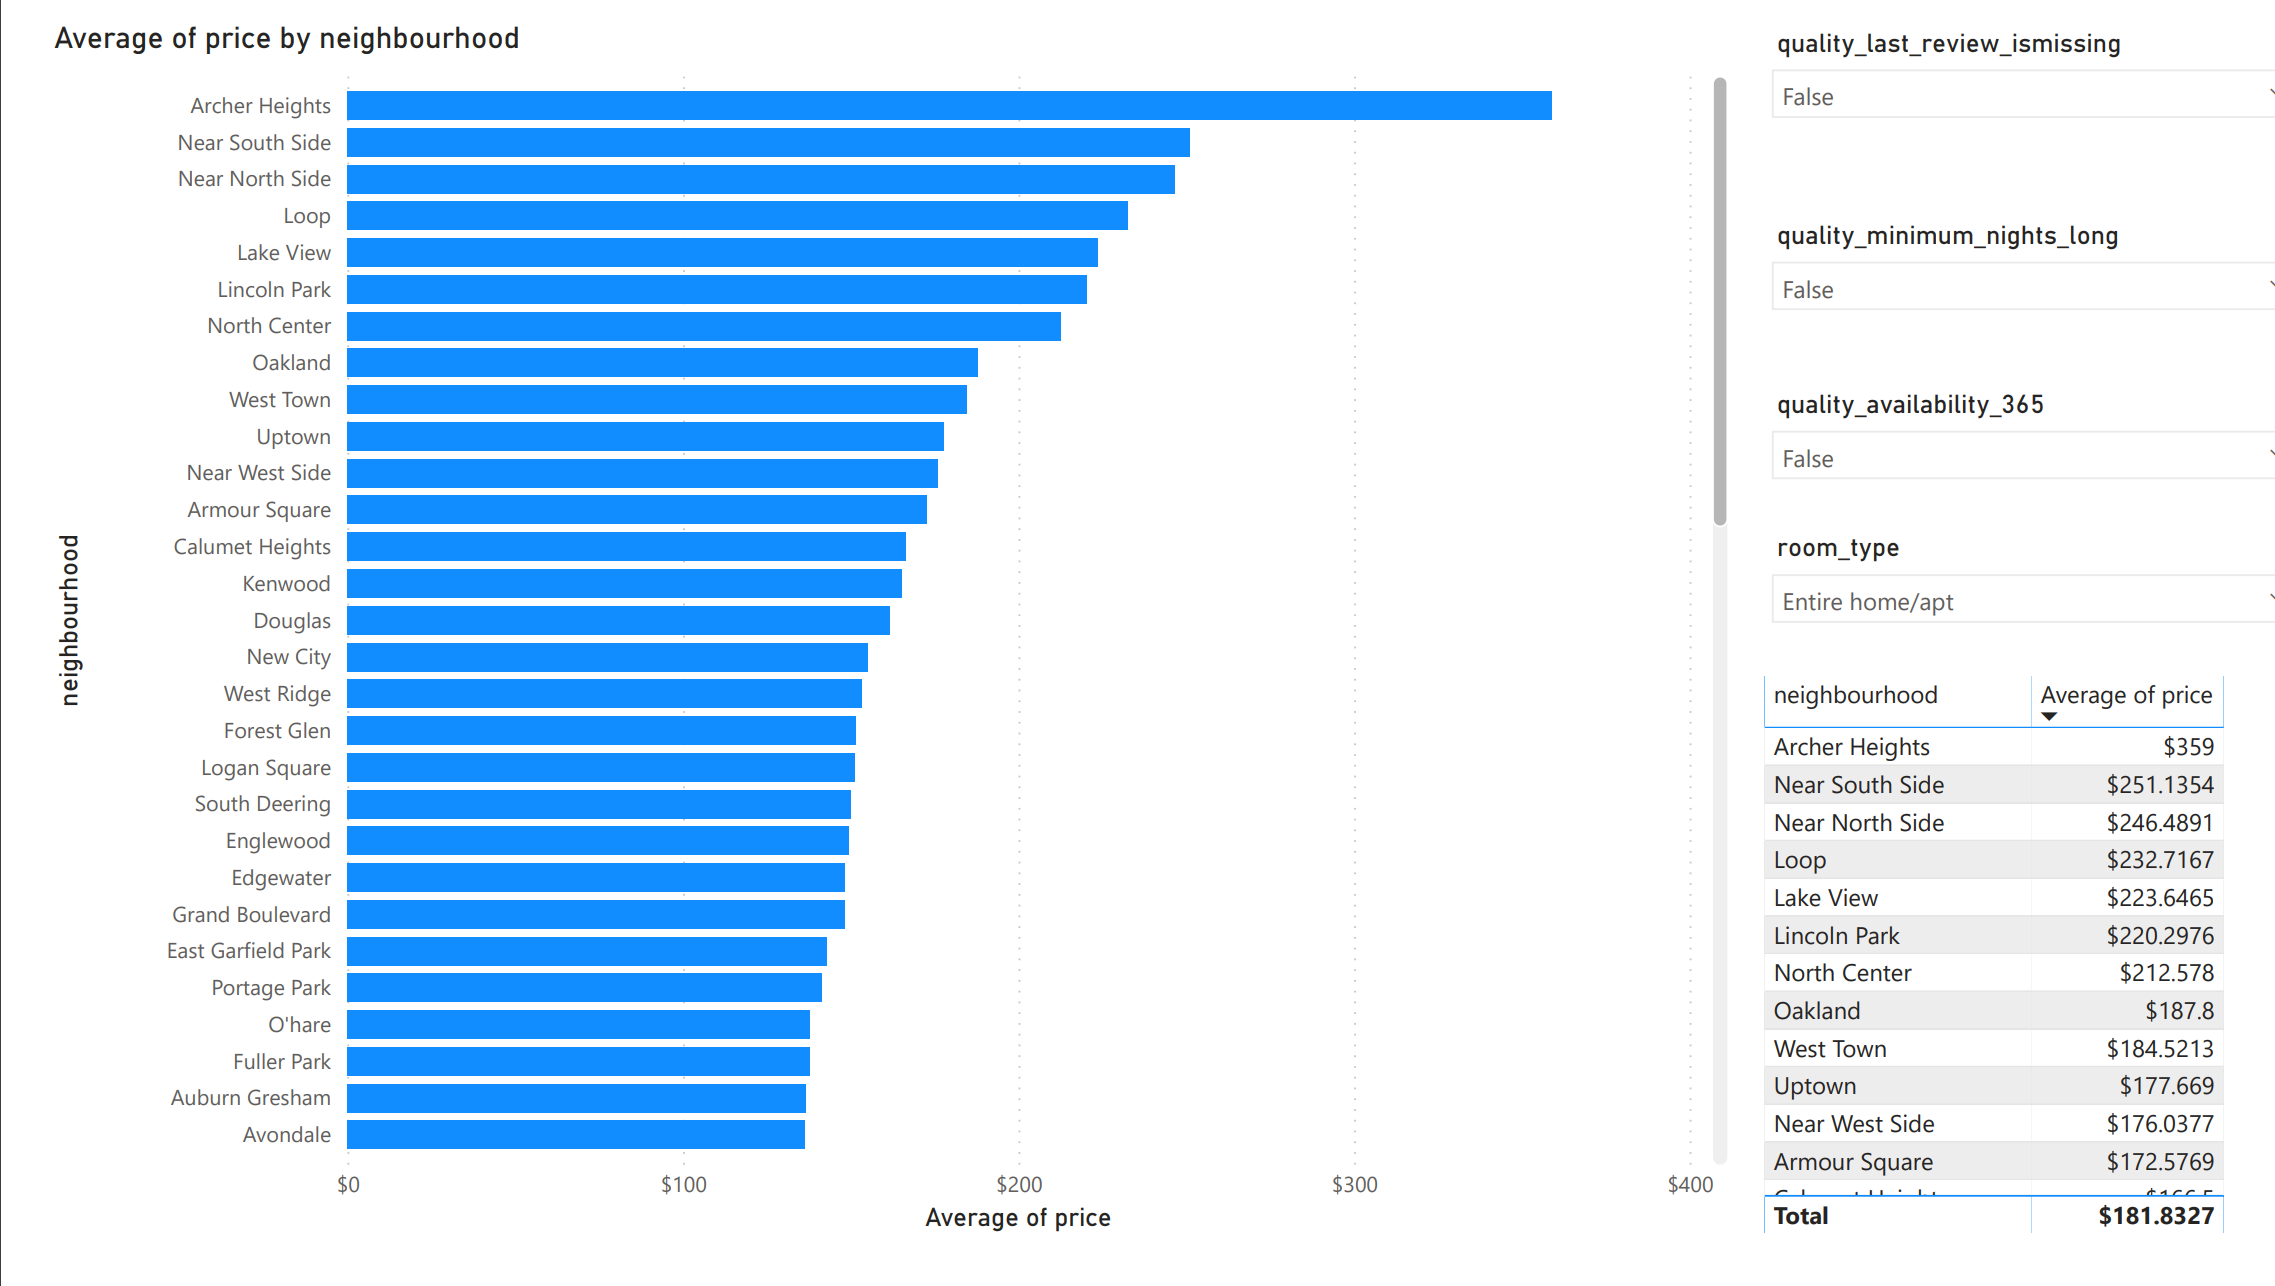 Average of price by neighbourhood
neighbourhood
Archer Heights
Near South Side
Near North Side
Loop
Lake View
Lincoln Park
North Center
Oakland
West Town
Uptown
Near West Side
Armour Square
Calumet Heights
Kenwood
Douglas
New City
West Ridge
Forest Glen
Logan Square
South Deering
Englewood
Edgewater
Grand Boulevard
East Garfield Park
Portage Park
O'hare
Fuller Park
Auburn Gresham
Avondale
$0 $100 $200 $300 $400
Average of price
quality_last_review_ismissing
False
quality_minimum_nights_long
False
quality_availability_365
False
room_type
Entire home/apt
neighbourhood Average of price
Archer Heights $359
Near South Side $251.1354
Near North Side $246.4891
Loop $232.7167
Lake View $223.6465
Lincoln Park $220.2976
North Center $212.578
Oakland $187.8
West Town $184.5213
Uptown $177.669
Near West Side $176.0377
Armour Square $172.5769
Total $181.8327